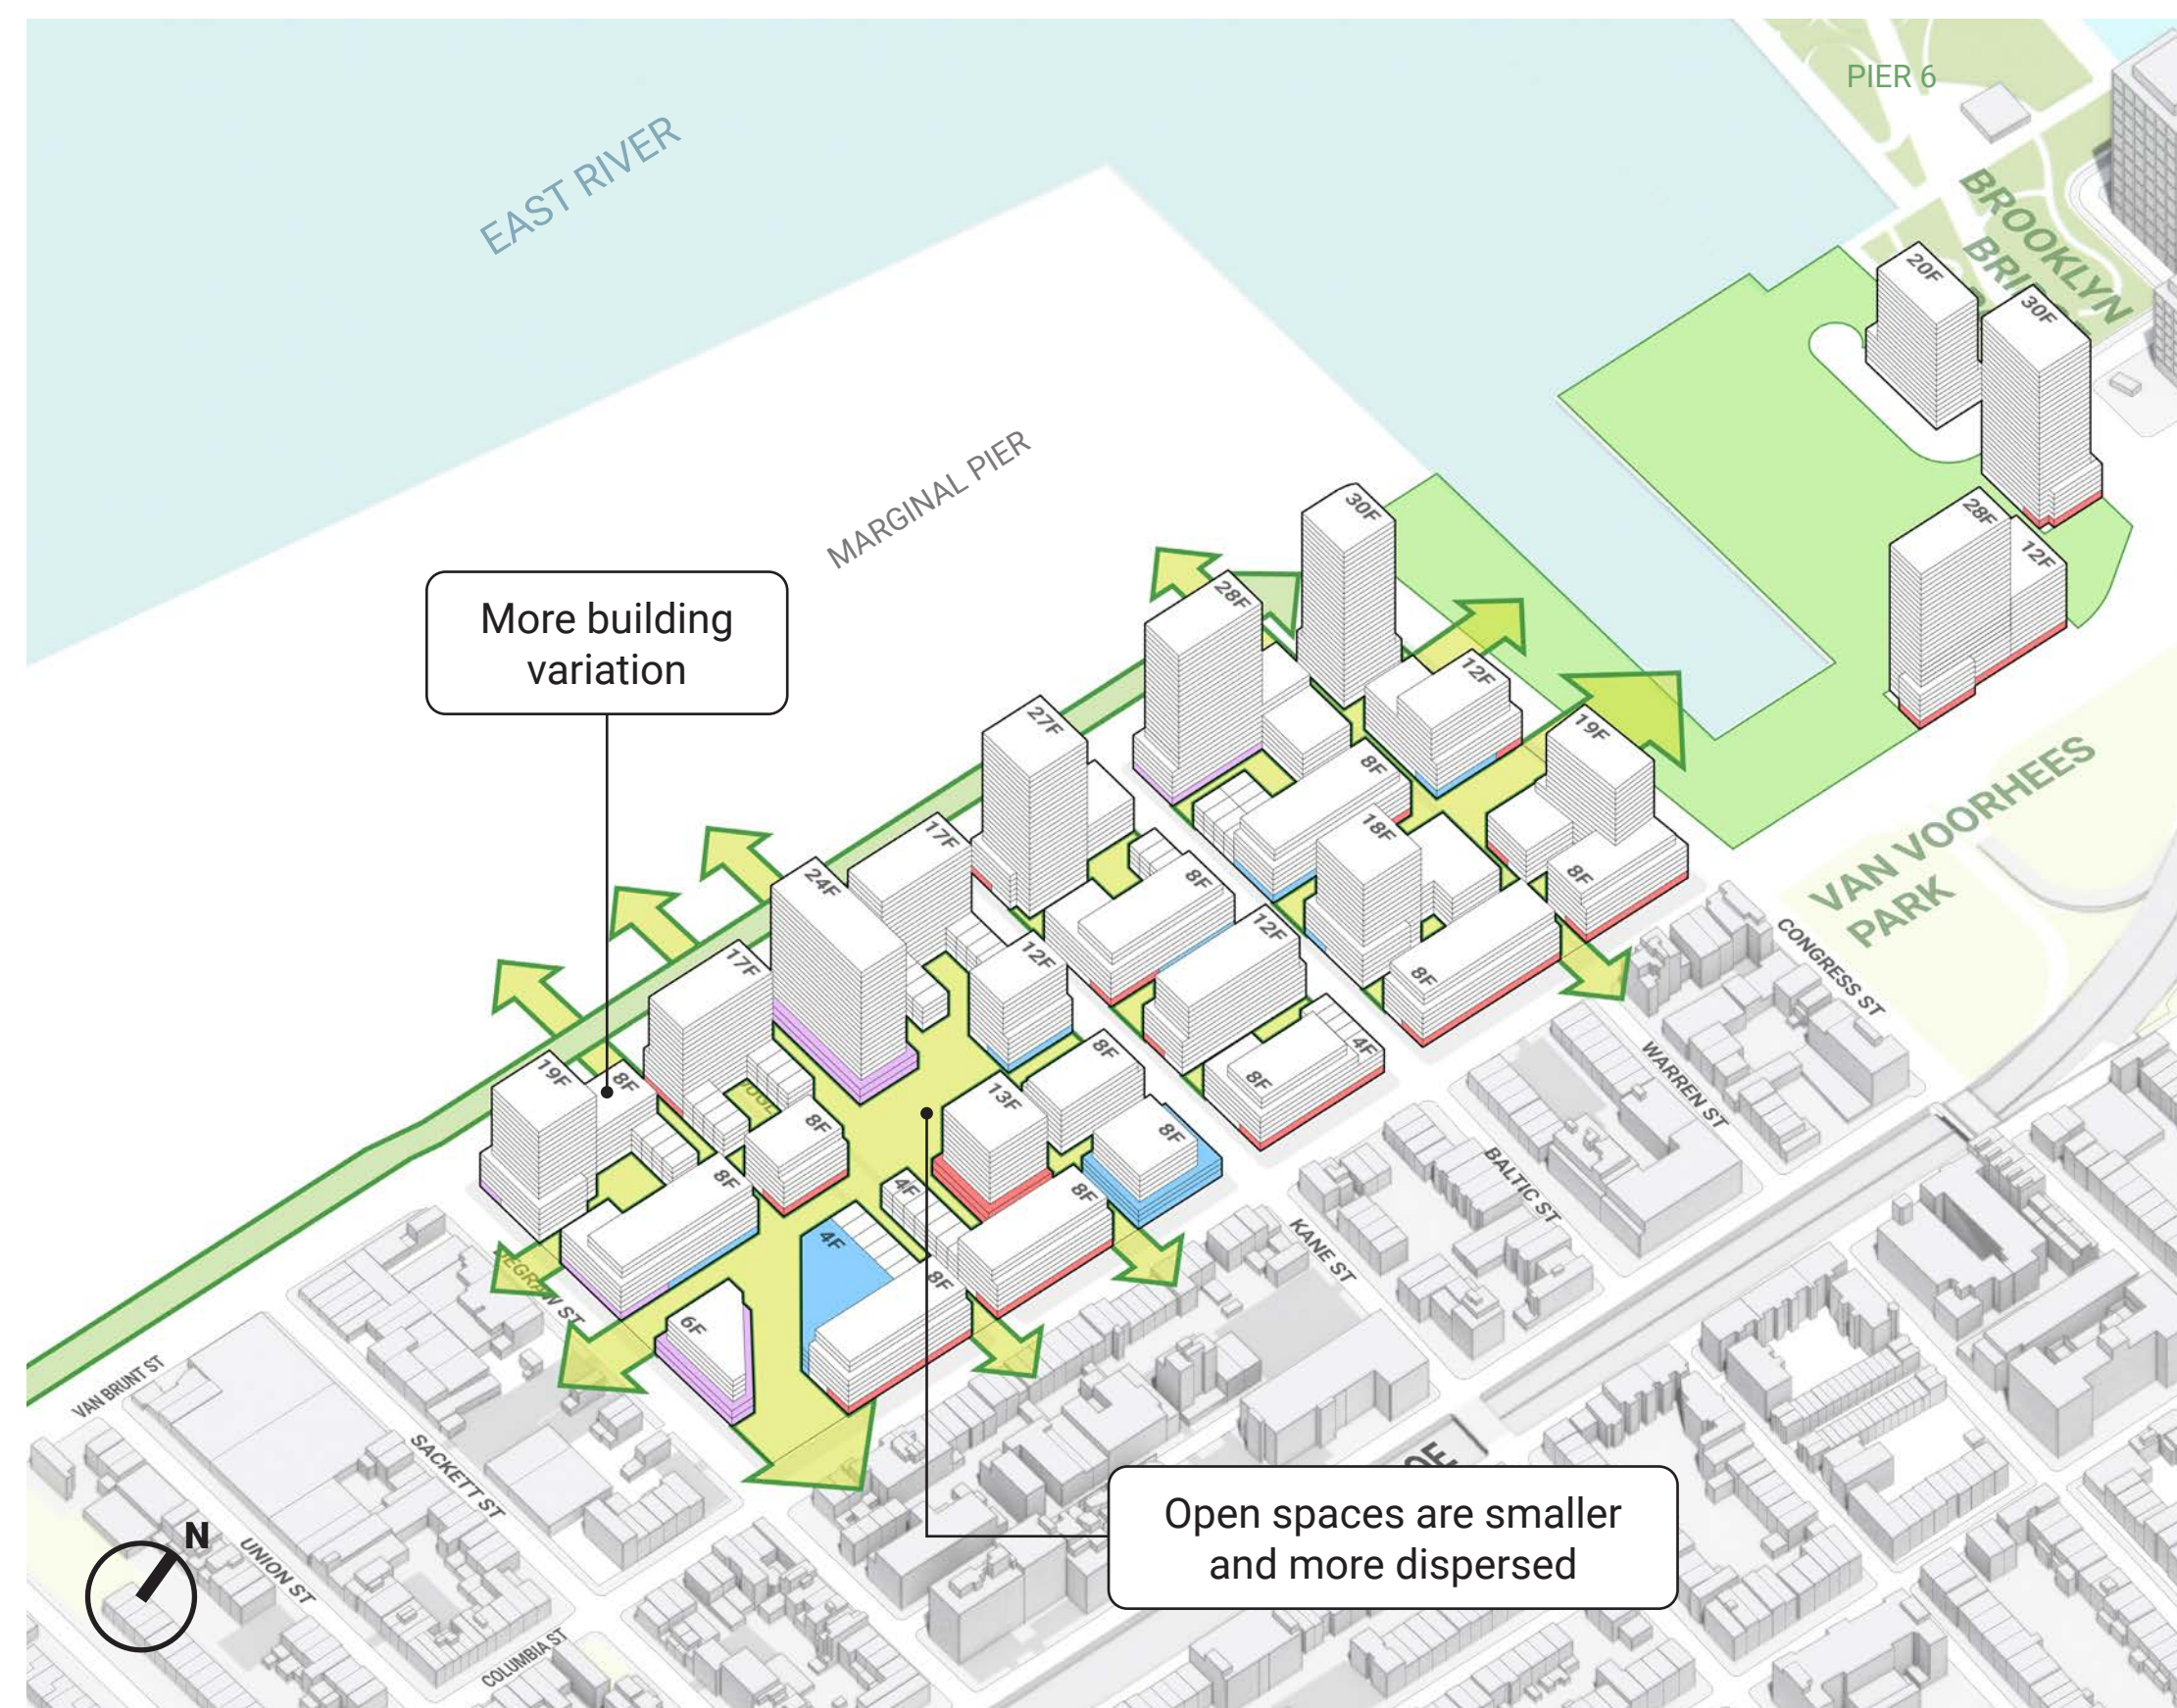 PIER 6
EAST RIVER
BROOKLYN
20F
30F
MARGINAL PIER
30F
28F
12F
28F
More building
variation
12F
27F
19F
8F
VAN VOORHEES
PARK
17F
18F
24F
8F
8F
12F
CONGRESS ST
17F
12F
8F
WARREN ST
8F
4F
19F
8F
8F
13F
8F
8F
8F
BALTIC ST
8F
4F
8F
KANE ST
4F
8F
6F
VAN BRUNT ST
SACKETT ST
Open spaces are smaller
and more dispersed
N
UNION ST
COLUMBIA ST